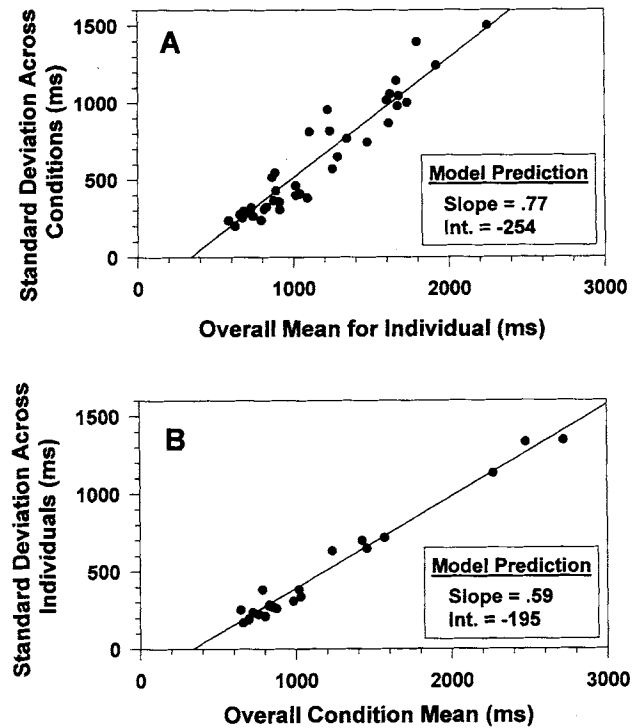 A
Standard Deviation Across
Conditions (ms)
1500
1000
500
0
Model Prediction
Slope = .77
Int. = -254
0
1000
2000
3000
Overall Mean for Individual (ms)
B
Standard Deviation Across
Individuals (ms)
1500
1000
500
0
Model Prediction
Slope = .59
Int. = -195
0
1000
2000
3000
Overall Condition Mean (ms)